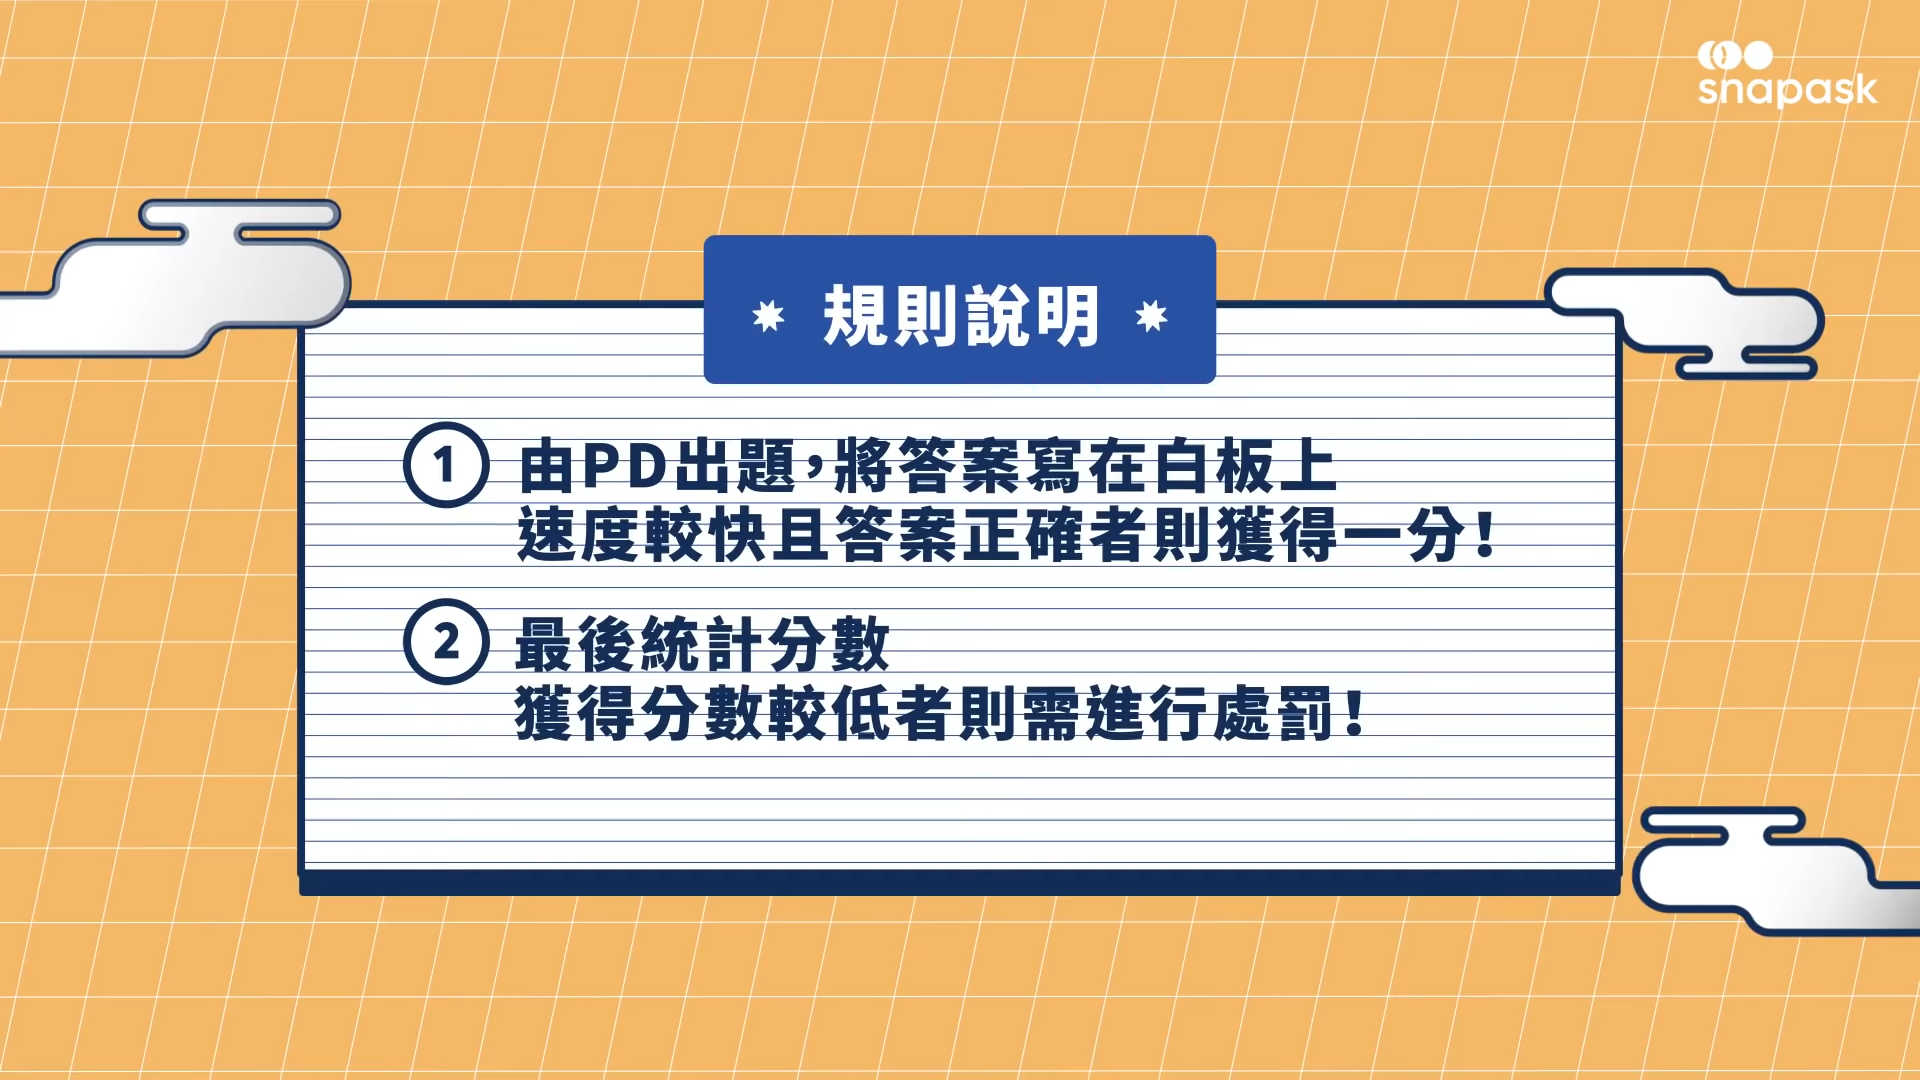 snapask
規則說明
1 由PD出題，將答案寫在白板上
速度較快且答案正確者則獲得一分！
2 最後統計分數
獲得分數較低者則需進行處罰！